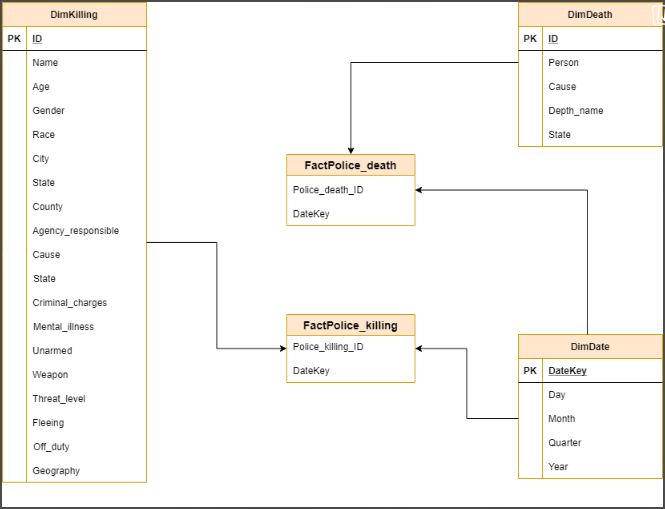 DimKilling
PK ID
Name
Age
Gender
Race
City
State
County
Agency_responsible
Cause
State
Criminal_charges
Mental_illness
Unarmed
Weapon
Threat_level
Fleeing
Off_duty
Geography
FactPolice_death
Police_death_ID
DateKey
FactPolice_killing
Police_killing_ID
DateKey
DimDeath
PK ID
Person
Cause
Depth_name
State
DimDate
PK DateKey
Day
Month
Quarter
Year